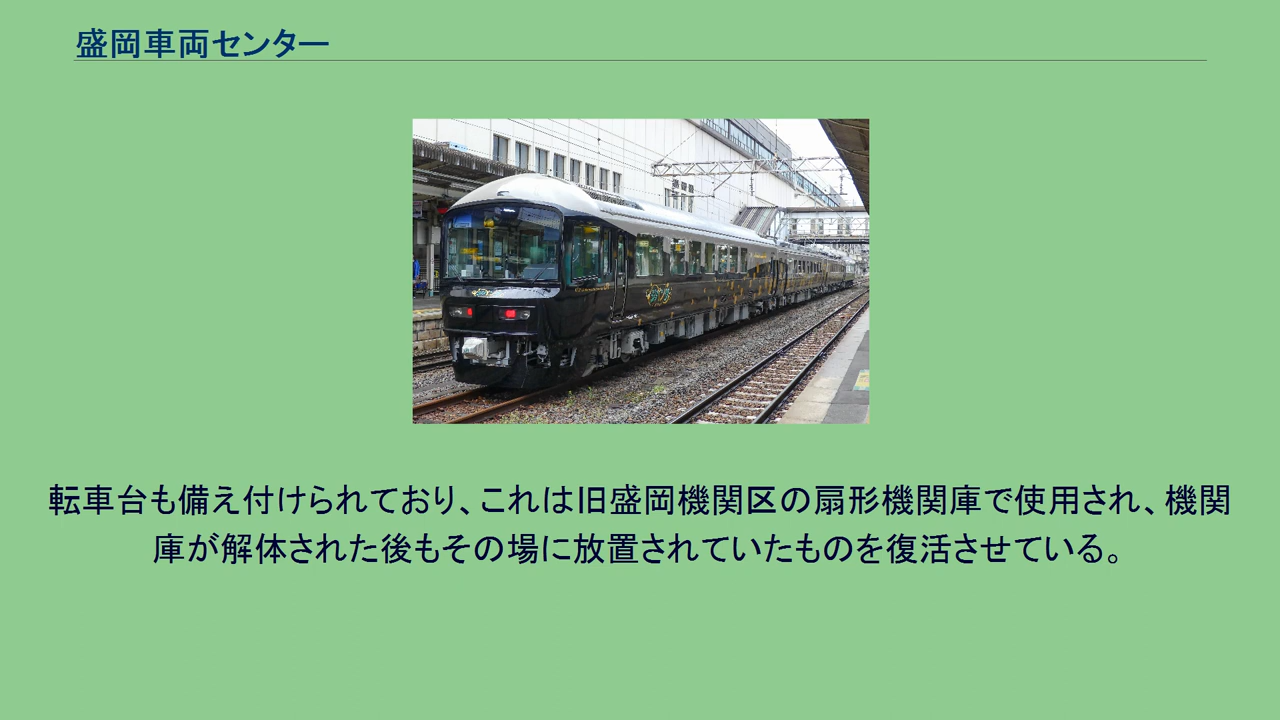 盛岡車両センター
転車台も備え付けられており、これは旧盛岡機関区の扇形機関庫で使用され、機関
庫が解体された後もその場に放置されていたものを復活させている。